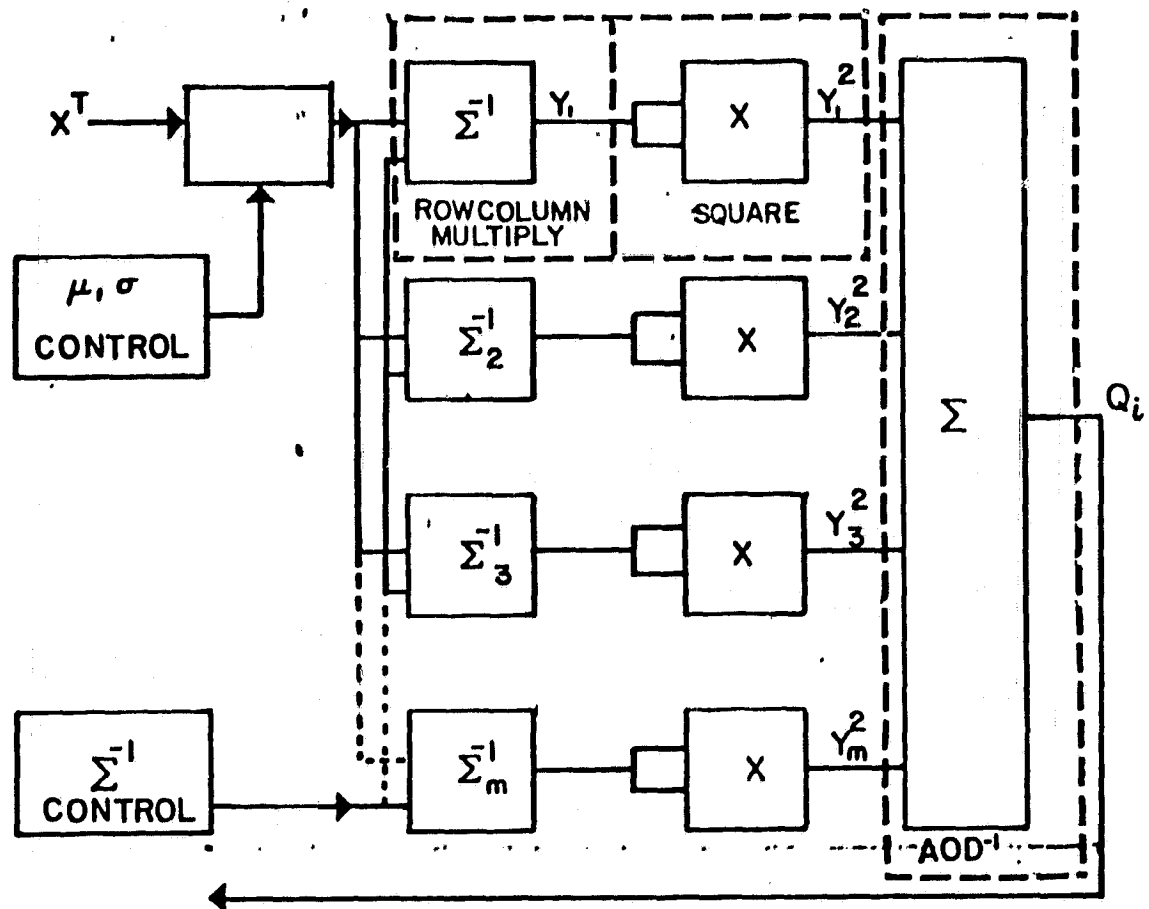 X^T
μ, σ
CONTROL
Σ^-1
Y_1
X
Y_1^2
ROWCOLUMN
MULTIPLY
SQUARE
Σ_2^-1
X
Y_2^2
Σ
Q_i
Σ_3^-1
X
Y_3^2
Σ^-1
CONTROL
Σ_m^-1
X
Y_m^2
AOD^-1